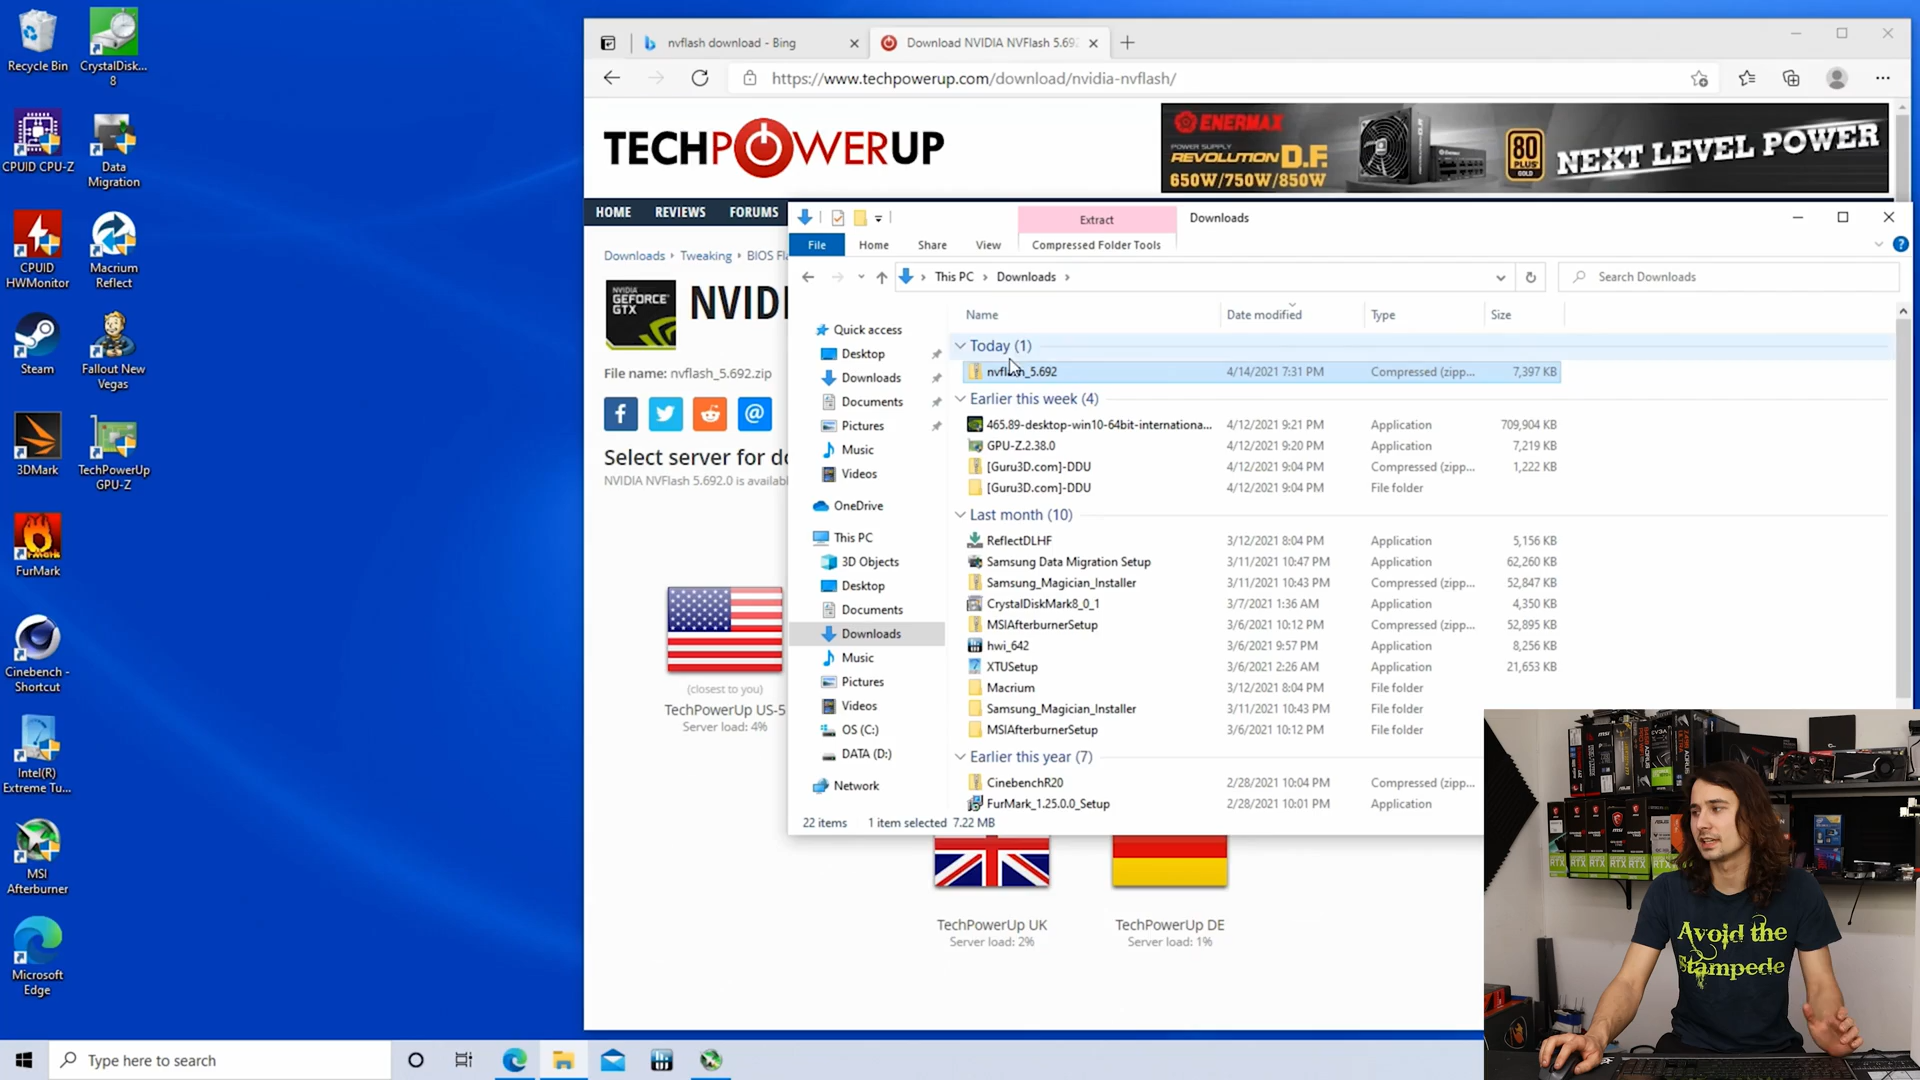 Recycle Bin
CrystalDisk...
8
CPUID CPU-Z
Data
Migration
CPUID
HWMonitor
Macrium
Reflect
Steam
Fallout New
Vegas
3DMark
TechPowerUp
GPU-Z
FurMark
Cinebench -
Shortcut
Intel(R)
Extreme Tu...
MSI
Afterburner
Microsoft
Edge
nvflash download - Bing
Download NVIDIA NVFlash 5.692
https://www.techpowerup.com/download/nvidia-nvflash/
TECHPOWERUP
ENERMAX
POWER SUPPLY
REVOLUTION D.F.
650W/750W/850W
80
PLUS
GOLD
NEXT LEVEL POWER
HOME REVIEWS FORUMS
Downloads Tweaking BIOS Fl
NVIDIA
GEFORCE
GTX
NVIDI
File name: nvflash_5.692.zip
Select server for do
NVIDIA NVFlash 5.692.0 is availab
(closest to you)
TechPowerUp US-5
Server load: 4%
TechPowerUp UK
Server load: 2%
TechPowerUp DE
Server load: 1%
Extract
Downloads
File Home Share View Compressed Folder Tools
This PC Downloads
Search Downloads
Name Date modified Type Size
Quick access
Desktop
Downloads
Documents
Pictures
Music
Videos
OneDrive
This PC
3D Objects
Desktop
Documents
Downloads
Music
Pictures
Videos
OS (C:)
DATA (D:)
Network
Today (1)
nvflash_5.692 4/14/2021 7:31 PM Compressed (zipp... 7,397 KB
Earlier this week (4)
465.89-desktop-win10-64bit-internationa... 4/12/2021 9:21 PM Application 709,904 KB
GPU-Z.2.38.0 4/12/2021 9:20 PM Application 7,219 KB
[Guru3D.com]-DDU 4/12/2021 9:04 PM Compressed (zipp... 1,222 KB
[Guru3D.com]-DDU 4/12/2021 9:04 PM File folder
Last month (10)
ReflectDLHF 3/12/2021 8:04 PM Application 5,156 KB
Samsung Data Migration Setup 3/11/2021 10:47 PM Application 62,260 KB
Samsung_Magician_Installer 3/11/2021 10:43 PM Compressed (zipp... 52,847 KB
CrystalDiskMark8_0_1 3/7/2021 1:36 AM Application 4,350 KB
MSIAfterburnerSetup 3/6/2021 10:12 PM Compressed (zipp... 52,895 KB
hwi_642 3/6/2021 9:57 PM Application 8,256 KB
XTUSetup 3/6/2021 2:26 AM Application 21,653 KB
Macrium 3/12/2021 8:04 PM File folder
Samsung_Magician_Installer 3/11/2021 10:43 PM File folder
MSIAfterburnerSetup 3/6/2021 10:12 PM File folder
Earlier this year (7)
CinebenchR20 2/28/2021 10:04 PM Compressed (zipp...
FurMark_1.25.0.0_Setup 2/28/2021 10:01 PM Application
22 items 1 item selected 7.22 MB
Avoid the
Stampede
Type here to search